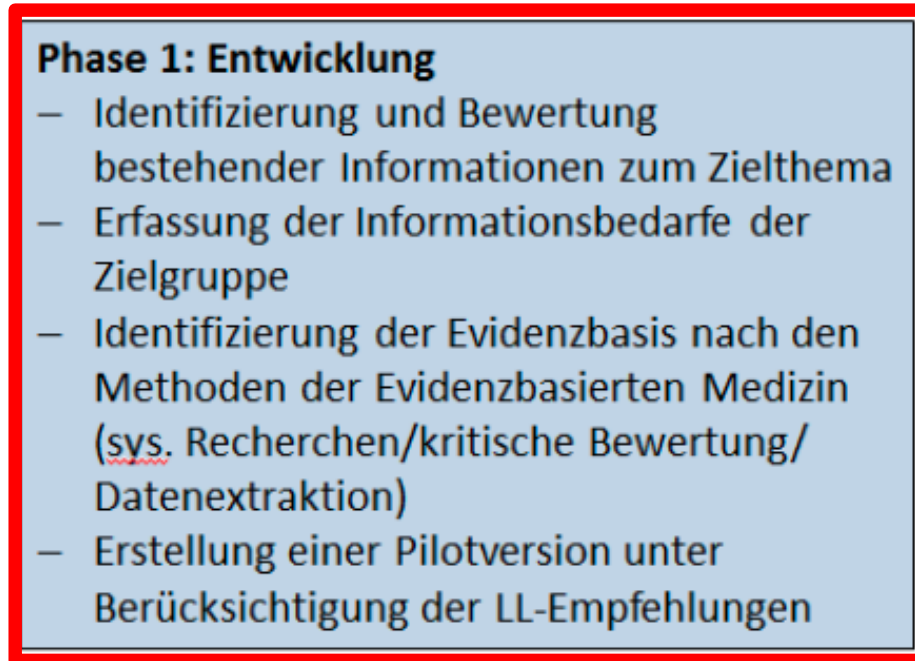 Phase 1: Entwicklung
– Identifizierung und Bewertung
bestehender Informationen zum Zielthema
– Erfassung der Informationsbedarfe der
Zielgruppe
– Identifizierung der Evidenzbasis nach den
Methoden der Evidenzbasierten Medizin
(sys. Recherchen/kritische Bewertung/
Datenextraktion)
– Erstellung einer Pilotversion unter
Berücksichtigung der LL-Empfehlungen